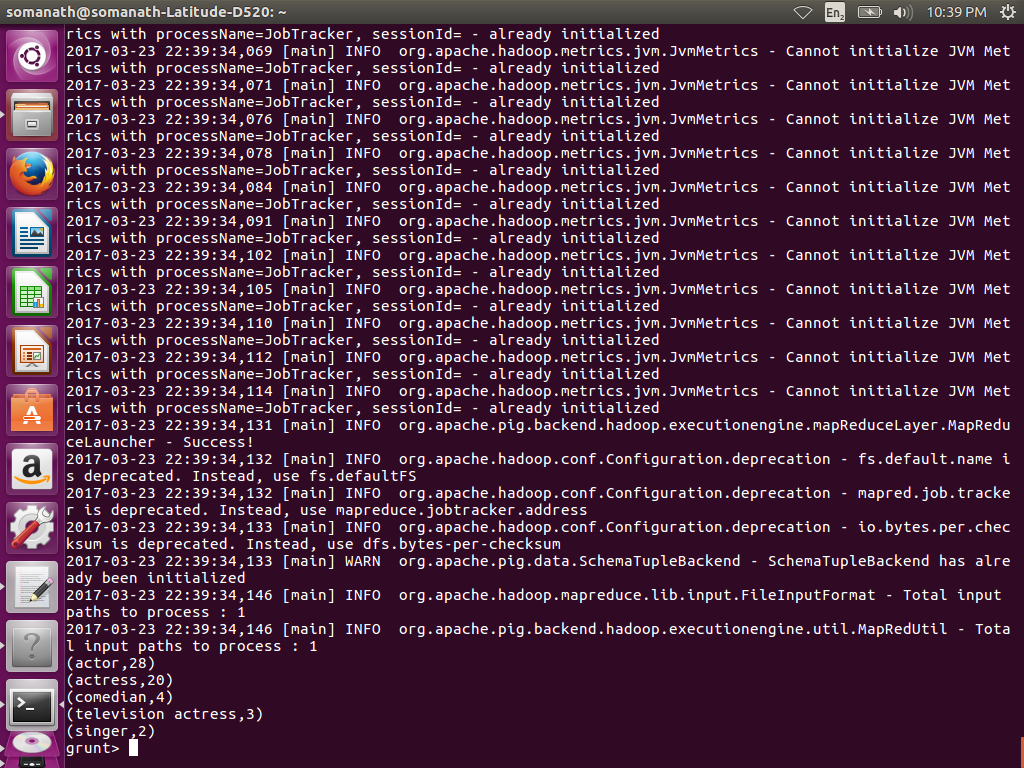 somanath@somanath-Latitude-D520: ~
En2
10:39 PM
rics with processName=JobTracker, sessionId= - already initialized
2017-03-23 22:39:34,069 [main] INFO  org.apache.hadoop.metrics.jvm.JvmMetrics - Cannot initialize JVM Met
rics with processName=JobTracker, sessionId= - already initialized
2017-03-23 22:39:34,071 [main] INFO  org.apache.hadoop.metrics.jvm.JvmMetrics - Cannot initialize JVM Met
rics with processName=JobTracker, sessionId= - already initialized
2017-03-23 22:39:34,076 [main] INFO  org.apache.hadoop.metrics.jvm.JvmMetrics - Cannot initialize JVM Met
rics with processName=JobTracker, sessionId= - already initialized
2017-03-23 22:39:34,078 [main] INFO  org.apache.hadoop.metrics.jvm.JvmMetrics - Cannot initialize JVM Met
rics with processName=JobTracker, sessionId= - already initialized
2017-03-23 22:39:34,084 [main] INFO  org.apache.hadoop.metrics.jvm.JvmMetrics - Cannot initialize JVM Met
rics with processName=JobTracker, sessionId= - already initialized
2017-03-23 22:39:34,091 [main] INFO  org.apache.hadoop.metrics.jvm.JvmMetrics - Cannot initialize JVM Met
rics with processName=JobTracker, sessionId= - already initialized
2017-03-23 22:39:34,102 [main] INFO  org.apache.hadoop.metrics.jvm.JvmMetrics - Cannot initialize JVM Met
rics with processName=JobTracker, sessionId= - already initialized
2017-03-23 22:39:34,105 [main] INFO  org.apache.hadoop.metrics.jvm.JvmMetrics - Cannot initialize JVM Met
rics with processName=JobTracker, sessionId= - already initialized
2017-03-23 22:39:34,110 [main] INFO  org.apache.hadoop.metrics.jvm.JvmMetrics - Cannot initialize JVM Met
rics with processName=JobTracker, sessionId= - already initialized
2017-03-23 22:39:34,112 [main] INFO  org.apache.hadoop.metrics.jvm.JvmMetrics - Cannot initialize JVM Met
rics with processName=JobTracker, sessionId= - already initialized
2017-03-23 22:39:34,114 [main] INFO  org.apache.hadoop.metrics.jvm.JvmMetrics - Cannot initialize JVM Met
rics with processName=JobTracker, sessionId= - already initialized
2017-03-23 22:39:34,131 [main] INFO  org.apache.pig.backend.hadoop.executionengine.mapReduceLayer.MapRedu
ceLauncher - Success!
2017-03-23 22:39:34,132 [main] INFO  org.apache.hadoop.conf.Configuration.deprecation - fs.default.name i
s deprecated. Instead, use fs.defaultFS
2017-03-23 22:39:34,132 [main] INFO  org.apache.hadoop.conf.Configuration.deprecation - mapred.job.tracke
r is deprecated. Instead, use mapreduce.jobtracker.address
2017-03-23 22:39:34,133 [main] INFO  org.apache.hadoop.conf.Configuration.deprecation - io.bytes.per.chec
ksum is deprecated. Instead, use dfs.bytes-per-checksum
2017-03-23 22:39:34,133 [main] WARN  org.apache.pig.data.SchemaTupleBackend - SchemaTupleBackend has alre
ady been initialized
2017-03-23 22:39:34,146 [main] INFO  org.apache.hadoop.mapreduce.lib.input.FileInputFormat - Total input 
paths to process : 1
2017-03-23 22:39:34,146 [main] INFO  org.apache.pig.backend.hadoop.executionengine.util.MapRedUtil - Tota
l input paths to process : 1
(actor,28)
(actress,20)
(comedian,4)
(television actress,3)
(singer,2)
grunt>